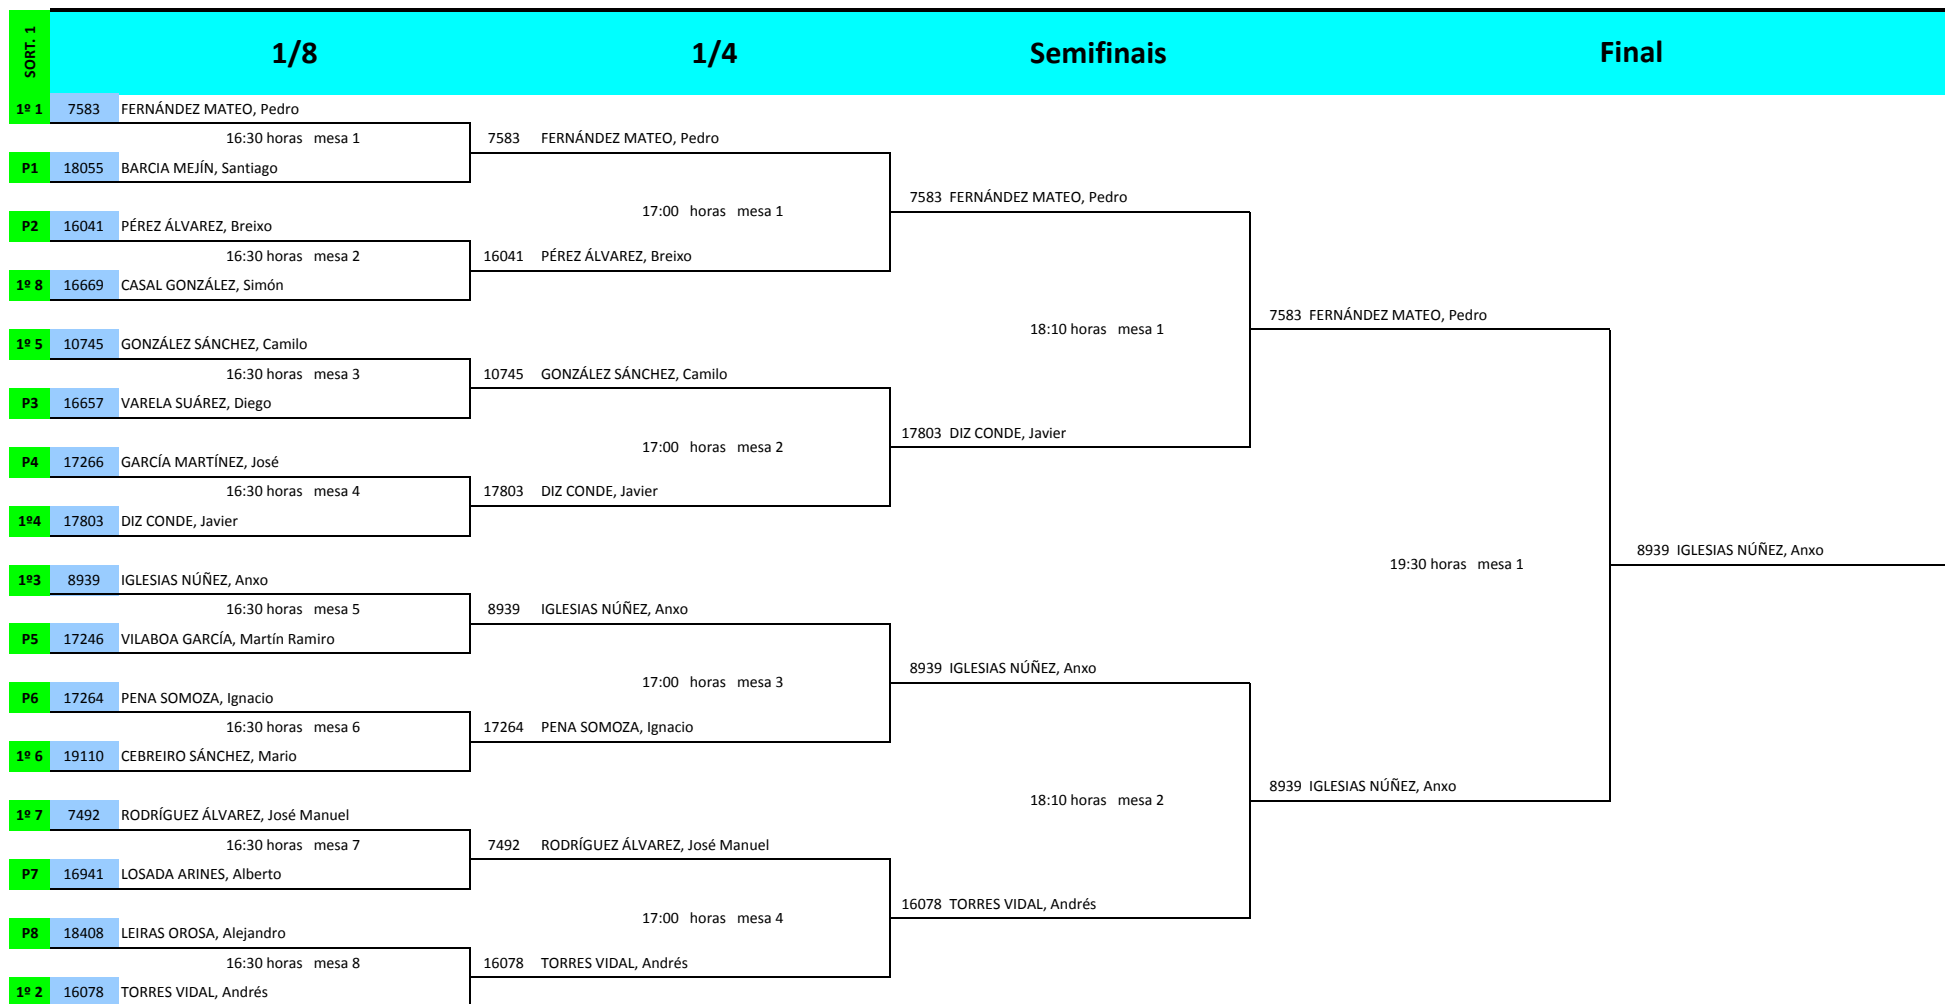 SORT. 1 1/8 1/4 Semifinais Final
1º 1 7583 FERNÁNDEZ MATEO, Pedro
16:30 horas mesa 1 7583 FERNÁNDEZ MATEO, Pedro
P1 18055 BARCIA MEJÍN, Santiago
7583 FERNÁNDEZ MATEO, Pedro
17:00 horas mesa 1
P2 16041 PÉREZ ÁLVAREZ, Breixo
16:30 horas mesa 2 16041 PÉREZ ÁLVAREZ, Breixo
1º 8 16669 CASAL GONZÁLEZ, Simón
7583 FERNÁNDEZ MATEO, Pedro
18:10 horas mesa 1
1º 5 10745 GONZÁLEZ SÁNCHEZ, Camilo
16:30 horas mesa 3 10745 GONZÁLEZ SÁNCHEZ, Camilo
P3 16657 VARELA SUÁREZ, Diego
17803 DIZ CONDE, Javier
17:00 horas mesa 2
P4 17266 GARCÍA MARTÍNEZ, José
16:30 horas mesa 4 17803 DIZ CONDE, Javier
1º4 17803 DIZ CONDE, Javier
8939 IGLESIAS NÚÑEZ, Anxo
19:30 horas mesa 1
1º3 8939 IGLESIAS NÚÑEZ, Anxo
16:30 horas mesa 5 8939 IGLESIAS NÚÑEZ, Anxo
P5 17246 VILABOA GARCÍA, Martín Ramiro
8939 IGLESIAS NÚÑEZ, Anxo
17:00 horas mesa 3
P6 17264 PENA SOMOZA, Ignacio
16:30 horas mesa 6 17264 PENA SOMOZA, Ignacio
1º 6 19110 CEBREIRO SÁNCHEZ, Mario
8939 IGLESIAS NÚÑEZ, Anxo
18:10 horas mesa 2
1º 7 7492 RODRÍGUEZ ÁLVAREZ, José Manuel
16:30 horas mesa 7 7492 RODRÍGUEZ ÁLVAREZ, José Manuel
P7 16941 LOSADA ARINES, Alberto
16078 TORRES VIDAL, Andrés
17:00 horas mesa 4
P8 18408 LEIRAS OROSA, Alejandro
16:30 horas mesa 8 16078 TORRES VIDAL, Andrés
1º 2 16078 TORRES VIDAL, Andrés